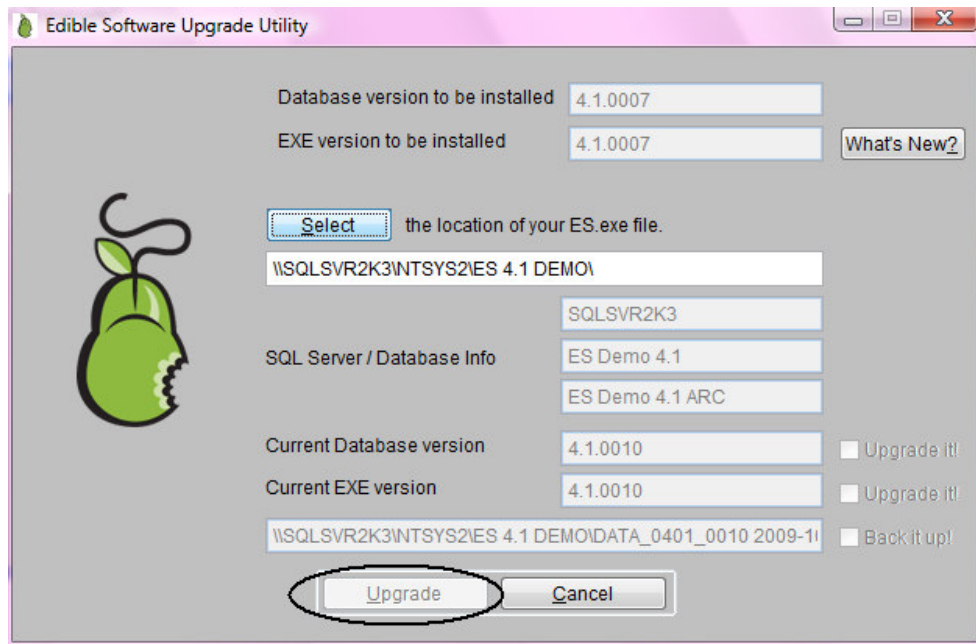 Edible Software Upgrade Utility
Database version to be installed 4.1.0007
EXE version to be installed 4.1.0007 What's New?
Select the location of your ES.exe file.
\\SQLSVR2K3\NTSYS2\ES 4.1 DEMO\
SQLSVR2K3
SQL Server / Database Info ES Demo 4.1
ES Demo 4.1 ARC
Current Database version 4.1.0010 Upgrade it!
Current EXE version 4.1.0010 Upgrade it!
\\SQLSVR2K3\NTSYS2\ES 4.1 DEMO\DATA_0401_0010 2009-1 Back it up!
Upgrade Cancel